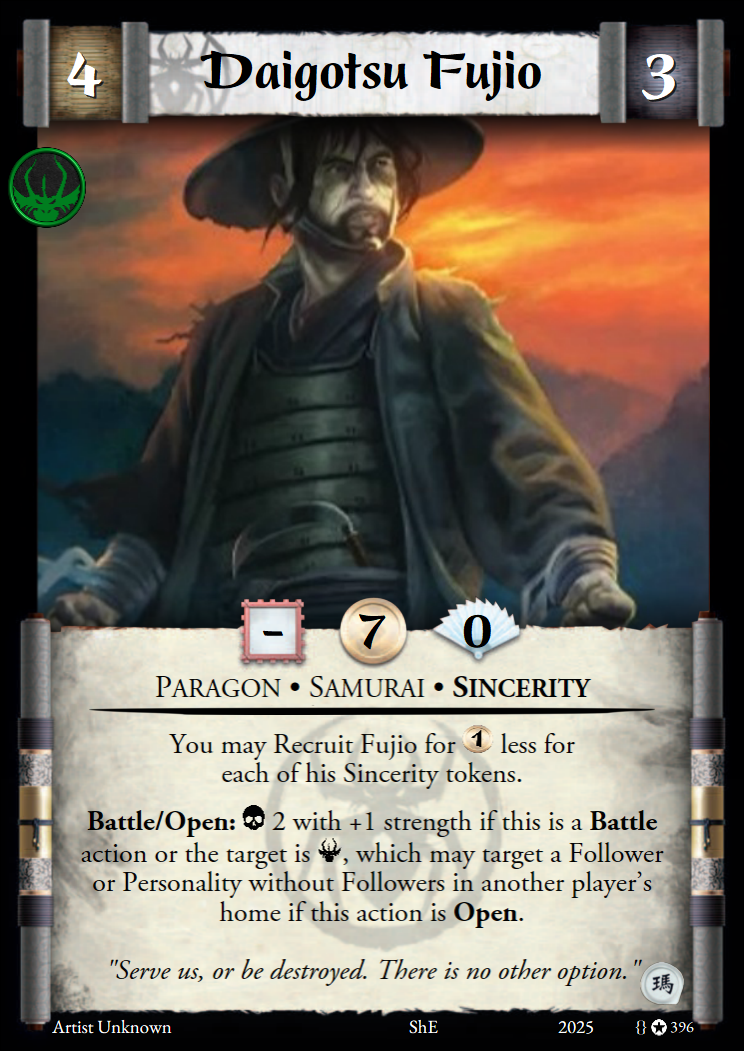 4 Daigotsu Fujio 3
- 7 0
PARAGON • SAMURAI • SINCERITY
You may Recruit Fujio for 1 less for
each of his Sincerity tokens.
Battle/Open: 2 with +1 strength if this is a Battle
action or the target is , which may target a Follower
or Personality without Followers in another player's
home if this action is Open.
"Serve us, or be destroyed. There is no other option."
瑪
Artist Unknown ShE 2025 {} 396